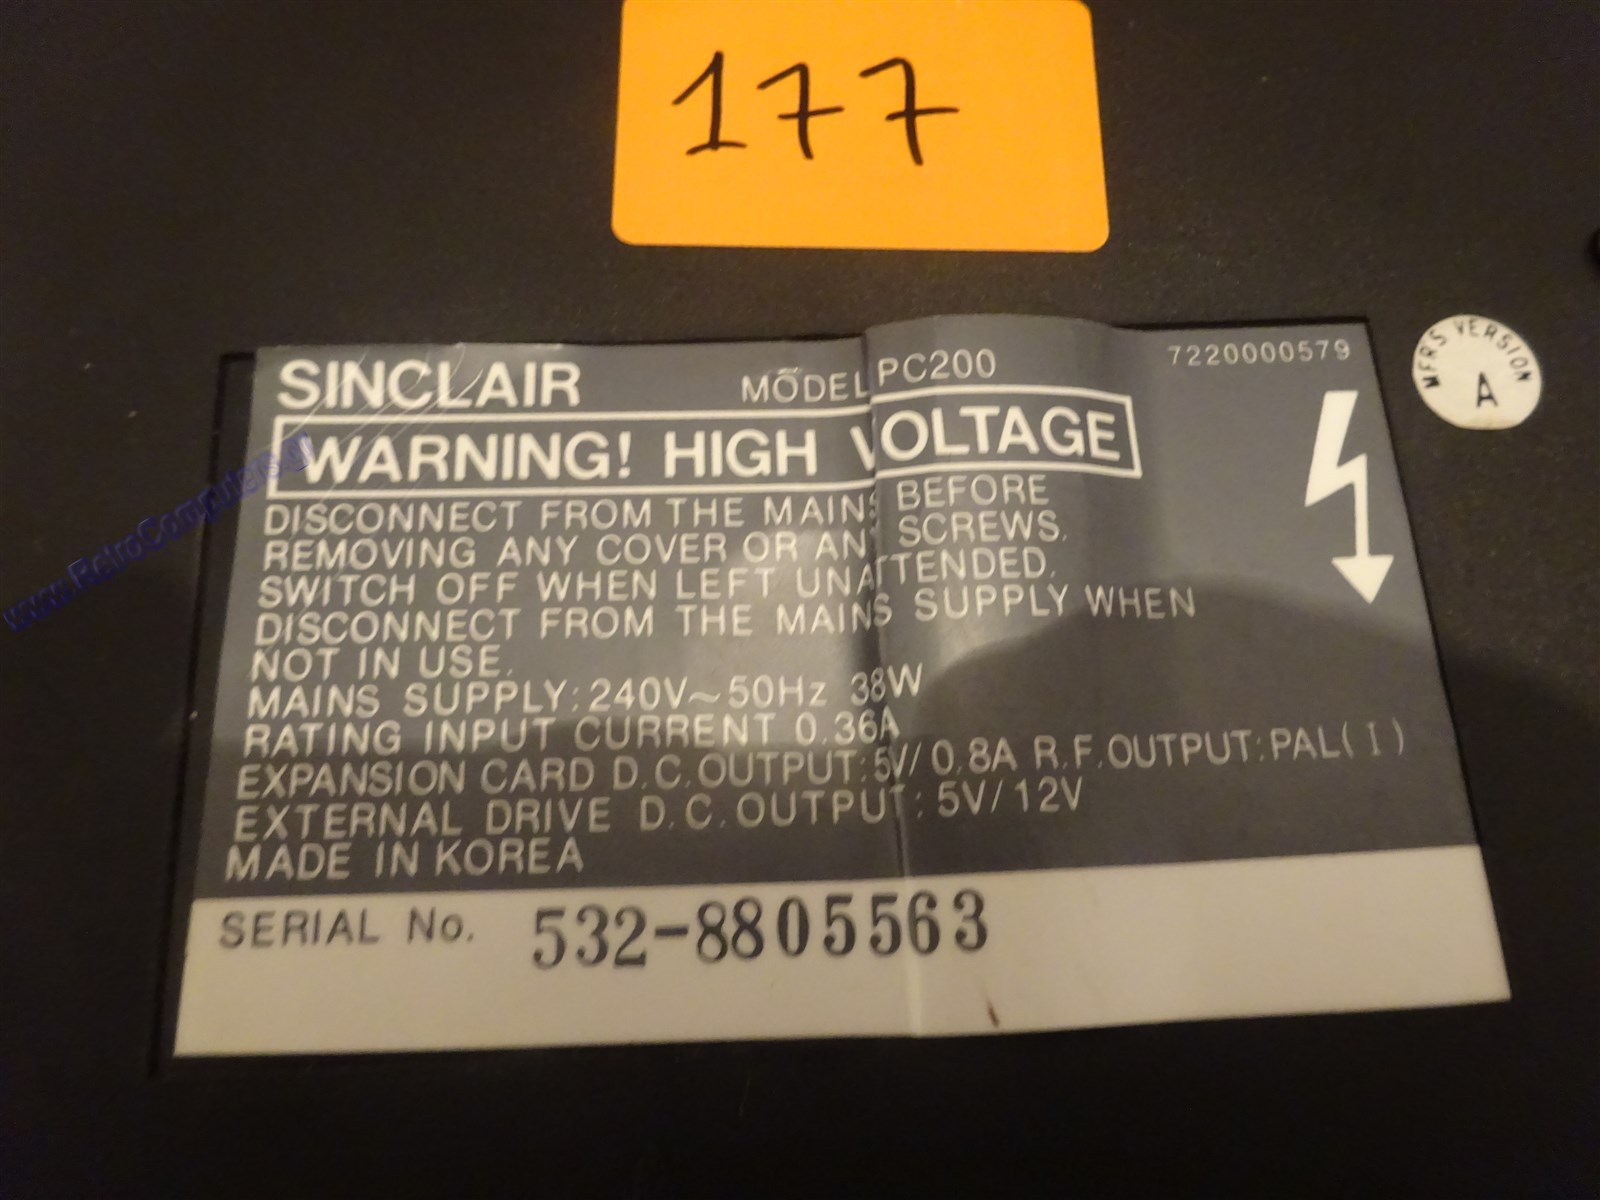 177
SINCLAIR MODEL PC200 7220000579
MFRS VERSION
A
WARNING! HIGH VOLTAGE
DISCONNECT FROM THE MAINS BEFORE
REMOVING ANY COVER OR ANY SCREWS.
SWITCH OFF WHEN LEFT UNATTENDED.
DISCONNECT FROM THE MAINS SUPPLY WHEN
NOT IN USE.
MAINS SUPPLY: 240V~50Hz 38W
RATING INPUT CURRENT 0.36A
EXPANSION CARD D.C.OUTPUT: 5V/0.8A R.F.OUTPUT: PAL(I)
EXTERNAL DRIVE D.C.OUTPUT: 5V/12V
MADE IN KOREA
SERIAL No. 532-8805563
www.RetroComputers.gr